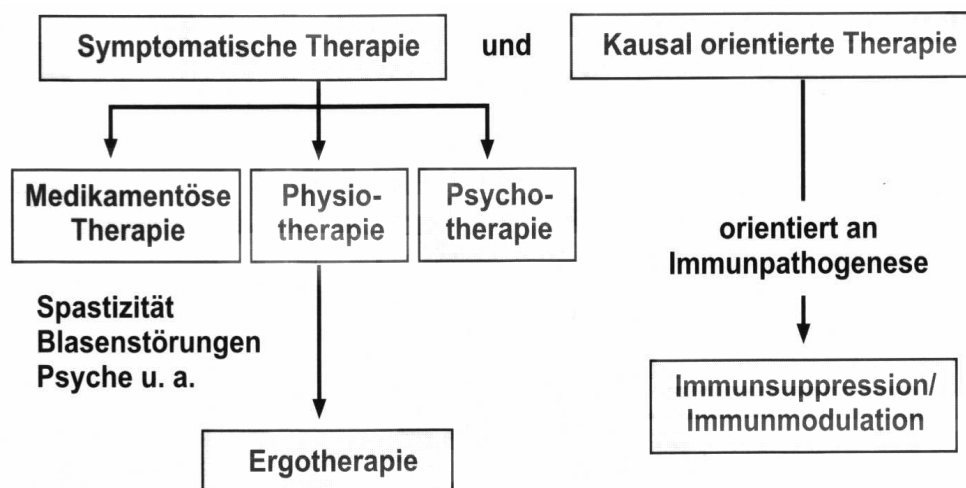 Symptomatische Therapie
und
Kausal orientierte Therapie
Medikamentöse
Therapie
Physio-
therapie
Psycho-
therapie
orientiert an
Immunpathogenese
Spastizität
Blasenstörungen
Psyche u. a.
Immunsuppression/
Immunmodulation
Ergotherapie